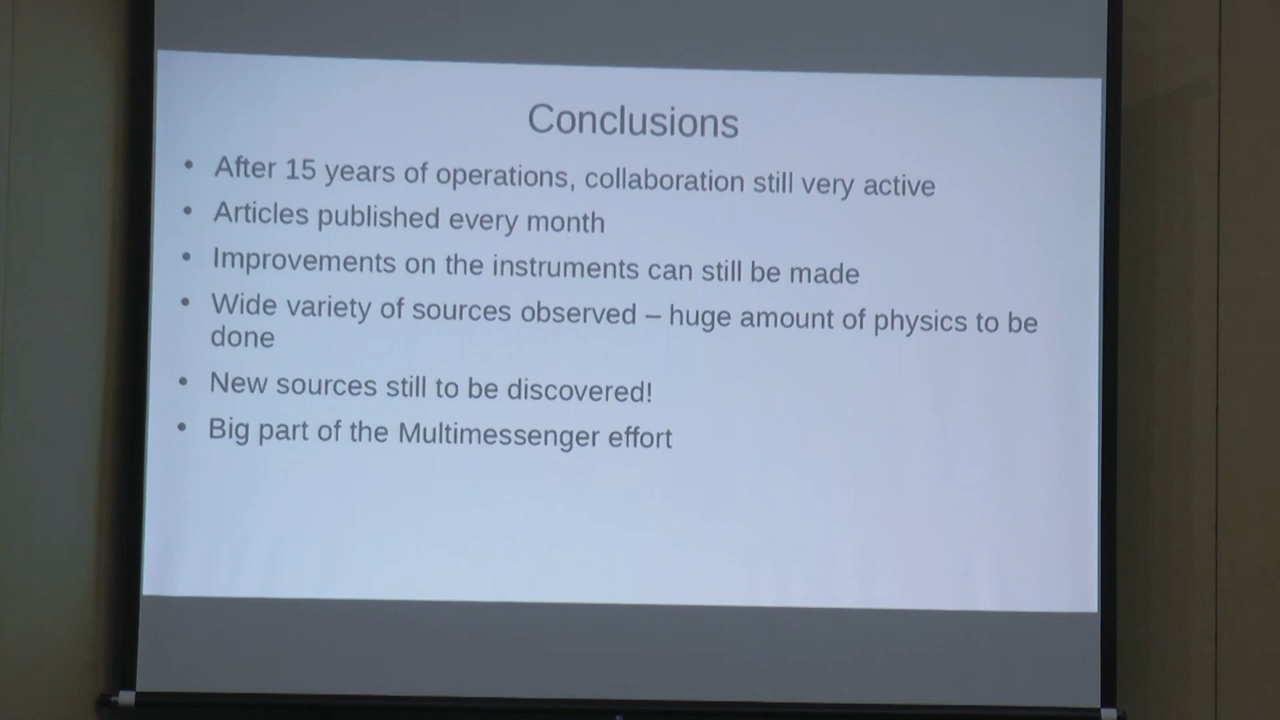 Conclusions
• After 15 years of operations, collaboration still very active
• Articles published every month
• Improvements on the instruments can still be made
• Wide variety of sources observed – huge amount of physics to be
done
• New sources still to be discovered!
• Big part of the Multimessenger effort